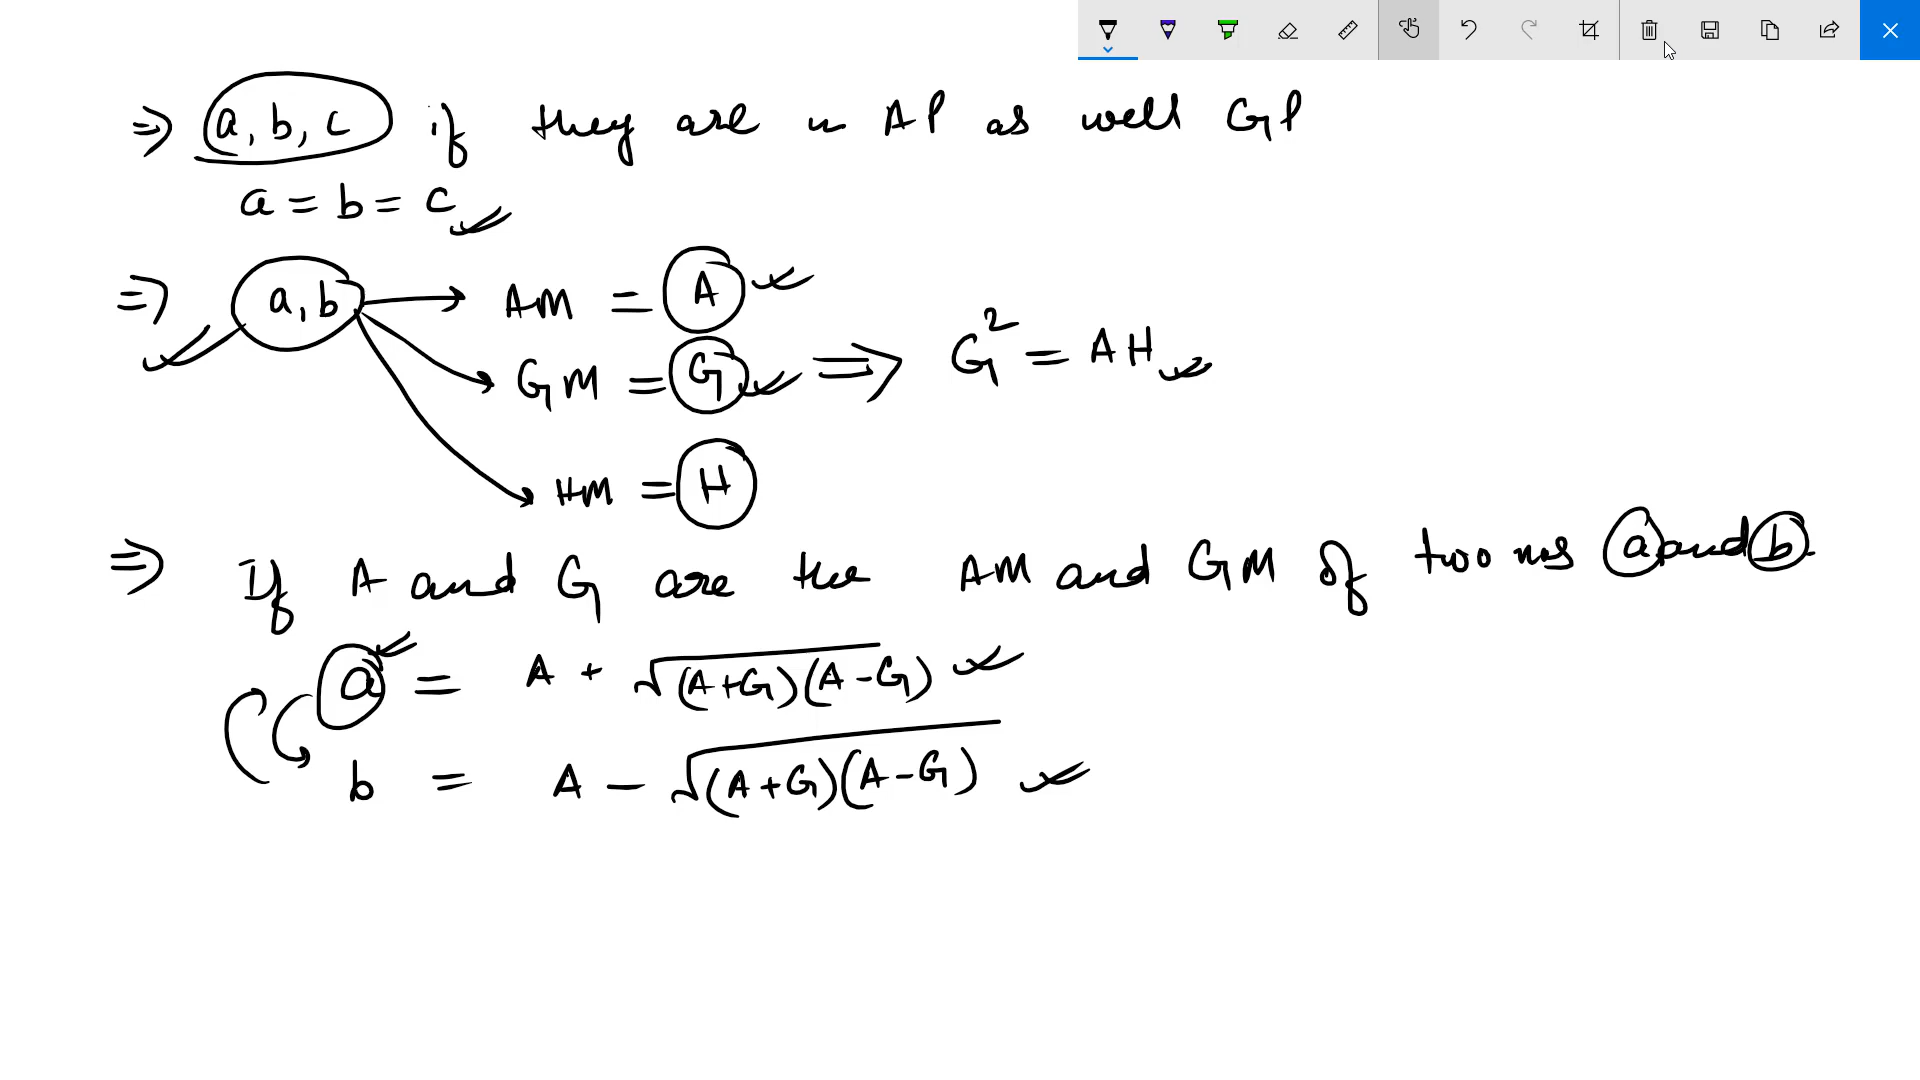 ⇒ a, b, c if they are in AP as well GP
a = b = c
⇒ a, b → AM = A
GM = G ⇒ G² = AH
HM = H
⇒ If A and G are the AM and GM of two nos a and b.
a = A + √(A+G)(A-G)
b = A - √(A+G)(A-G)